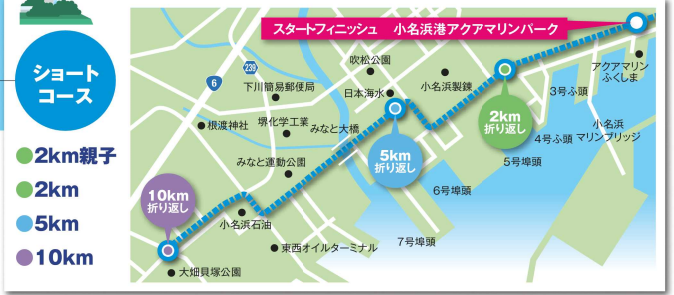 ショート
コース
●2km親子
●2km
●5km
●10km
スタートフィニッシュ 小名浜港アクアマリンパーク
吹松公園
239
6
下川簡易郵便局
日本海水
小名浜製錬
アクアマリン
ふくしま
3号ふ頭
2km
折り返し
根渡神社
堺化学工業
みなと大橋
4号ふ頭
小名浜
マリンブリッジ
5km
折り返し
5号埠頭
みなと運動公園
6号埠頭
10km
折り返し
小名浜石油
東西オイルターミナル
7号埠頭
大畑貝塚公園